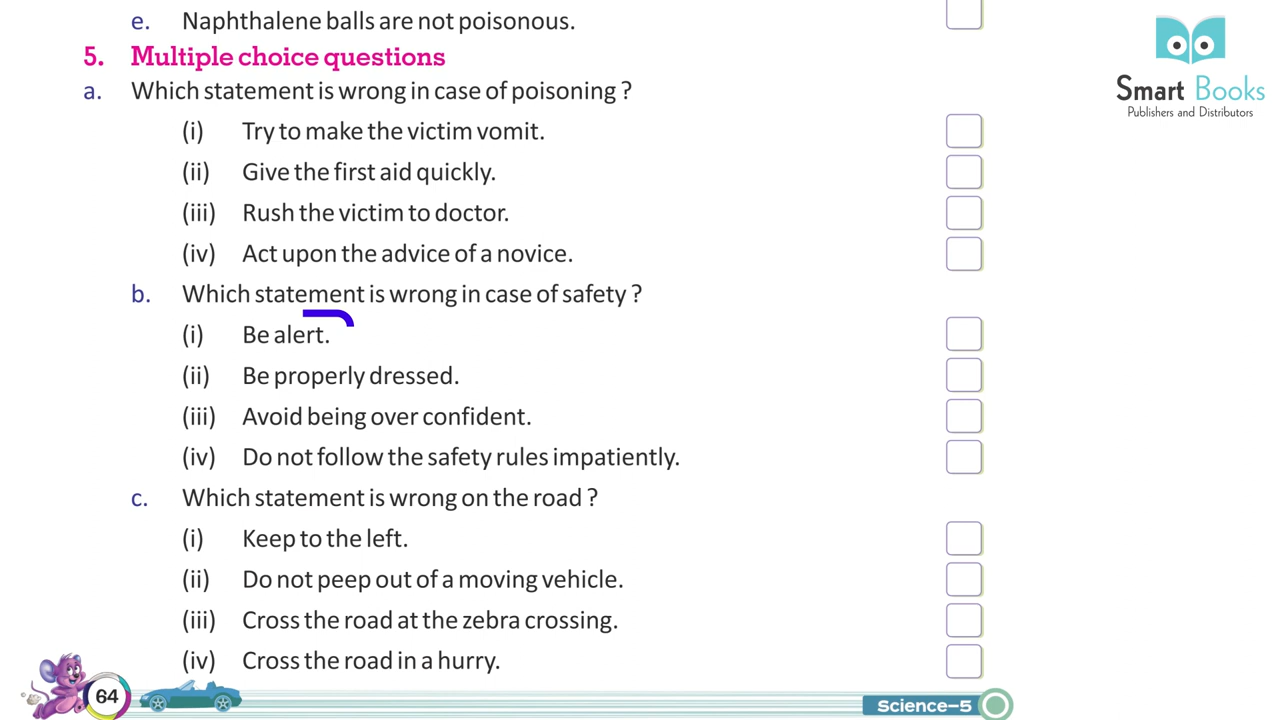 e. Naphthalene balls are not poisonous.
5. Multiple choice questions
a. Which statement is wrong in case of poisoning ?
(i) Try to make the victim vomit.
(ii) Give the first aid quickly.
(iii) Rush the victim to doctor.
(iv) Act upon the advice of a novice.
b. Which statement is wrong in case of safety ?
(i) Be alert.
(ii) Be properly dressed.
(iii) Avoid being over confident.
(iv) Do not follow the safety rules impatiently.
c. Which statement is wrong on the road ?
(i) Keep to the left.
(ii) Do not peep out of a moving vehicle.
(iii) Cross the road at the zebra crossing.
(iv) Cross the road in a hurry.
64
Science–5
Smart Books
Publishers and Distributors